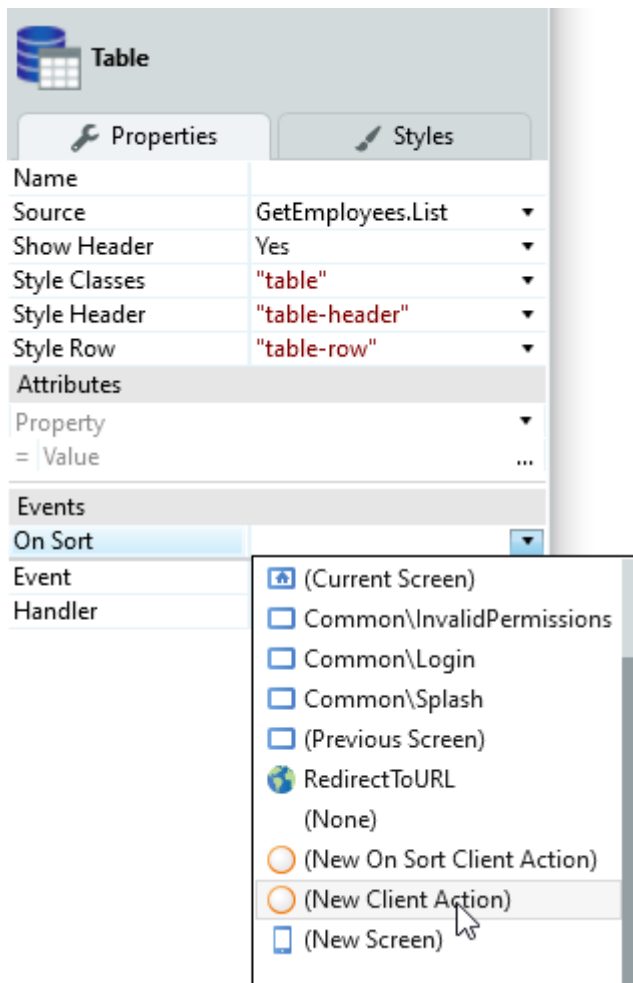 Table
Properties Styles
Name
Source GetEmployees.List
Show Header Yes
Style Classes "table"
Style Header "table-header"
Style Row "table-row"
Attributes
Property
= Value ...
Events
On Sort
Event
Handler
(Current Screen)
Common\InvalidPermissions
Common\Login
Common\Splash
(Previous Screen)
RedirectToURL
(None)
(New On Sort Client Action)
(New Client Action)
(New Screen)